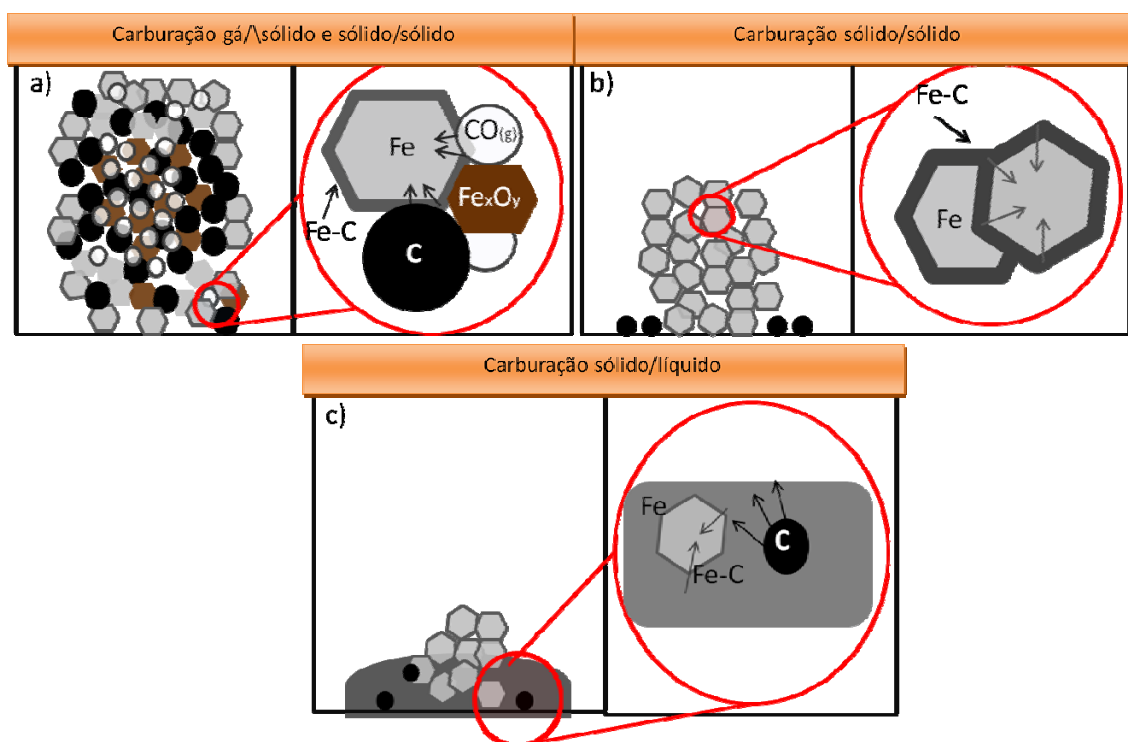 Carburação gá/\sólido e sólido/sólido
Carburação sólido/sólido
a)
Fe
CO(g)
FexOy
Fe-C
C
b)
Fe-C
Fe
Carburação sólido/líquido
c)
Fe
C
Fe-C